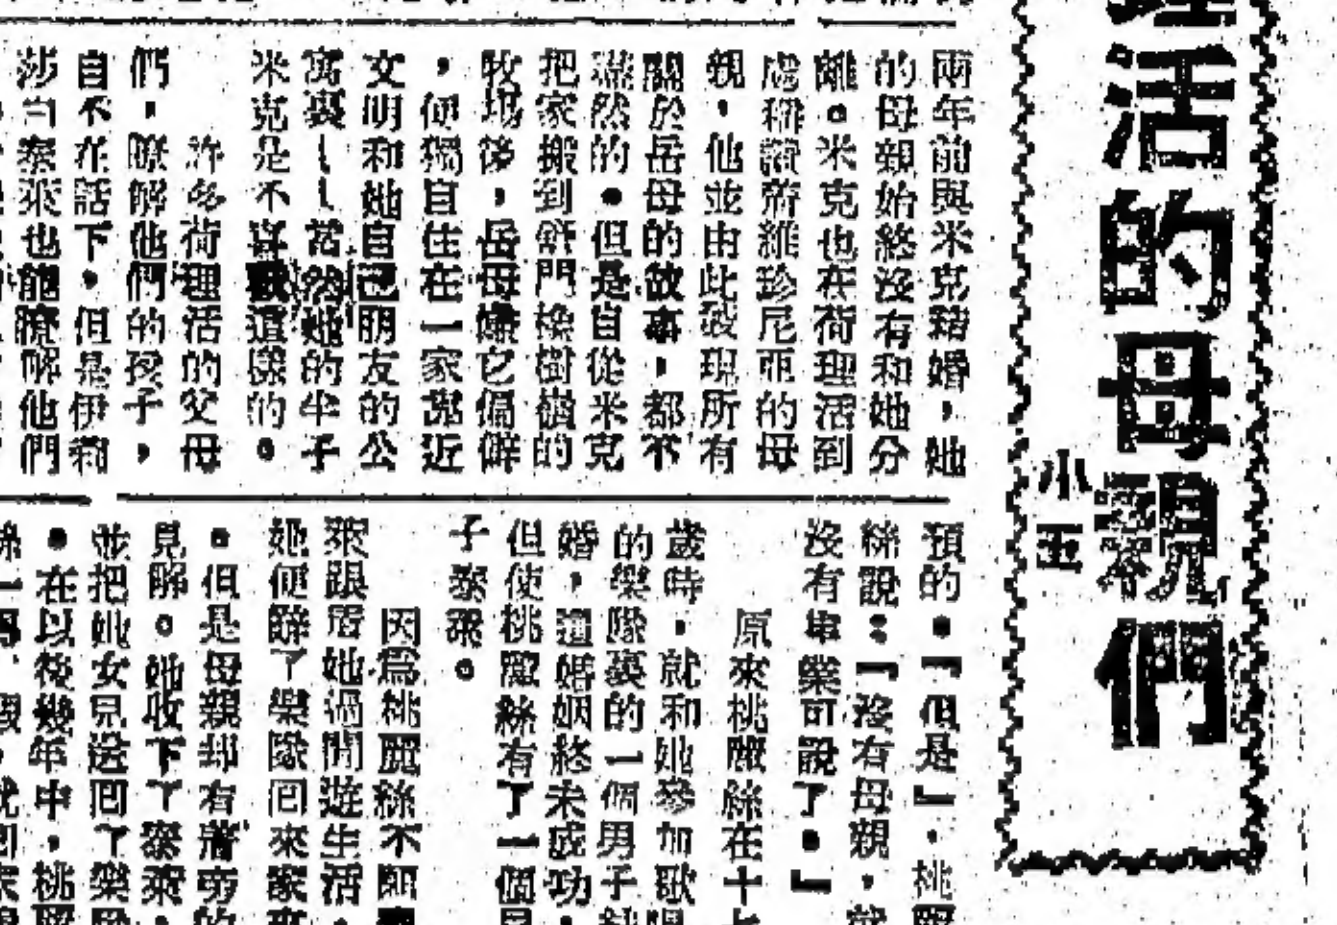 理活的母親們
小玉
兩年前與米克結婚，她
的母親始終沒有和她分
離。米克也在荷理活到
處稱讚帝維珍尼亞的母
親，他並由此發現所有
關於岳母的故事，都不
盡然的。但是自從米克
把家搬到舒門橡樹鎮的
牧場後，岳母嫌它偏僻
，便獨自住在一家靠近
文明和她自己朋友的公
寓裏——當然她的半子
米克是不喜歡這樣的。
許多荷理活的父母
們，瞭解他們的孩子，
自不在話下，但是伊莉
莎白泰萊也能瞭解他們
預的。「但是」，桃麗
絲說：「沒有母親，就
沒有事業可說了。」
原來桃麗絲在十七
歲時，就和她參加歌唱
的樂隊裏的一個男子結
婚，這婚姻終未成功，
但使桃麗絲有了一個兒
子泰萊。
因為桃麗絲不願
萊跟着她過閒遊生活，
她便辭了樂隊回來家
。但是母親却有着旁的
見解。她收下了泰萊，
並把她女兒送回了樂隊
。在以後幾年中，桃麗